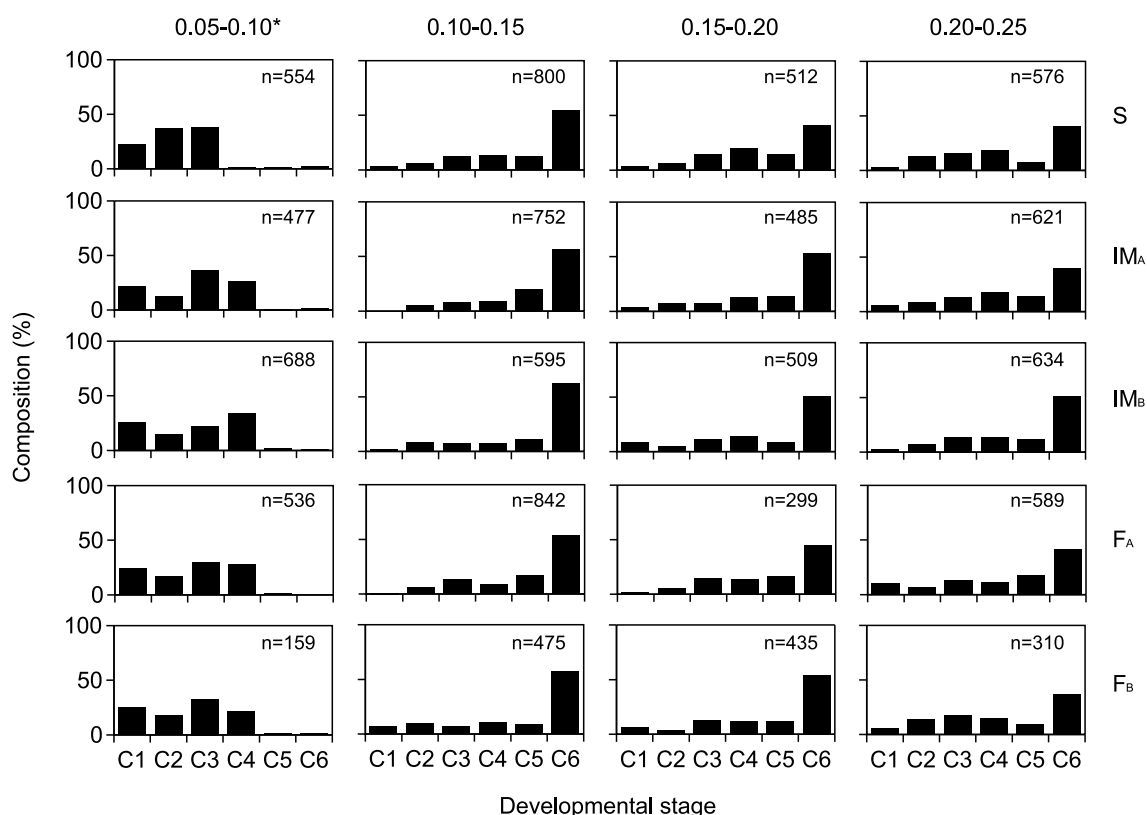 0.05-0.10* 0.10-0.15 0.15-0.20 0.20-0.25
100 n=554 n=800 n=512 n=576 S
50
0
100 n=477 n=752 n=485 n=621 IMA
50
0
100 n=688 n=595 n=509 n=634 IMB
50
0
100 n=536 n=842 n=299 n=589 FA
50
0
100 n=159 n=475 n=435 n=310 FB
50
0
Composition (%)
C1 C2 C3 C4 C5 C6 C1 C2 C3 C4 C5 C6 C1 C2 C3 C4 C5 C6 C1 C2 C3 C4 C5 C6
Developmental stage